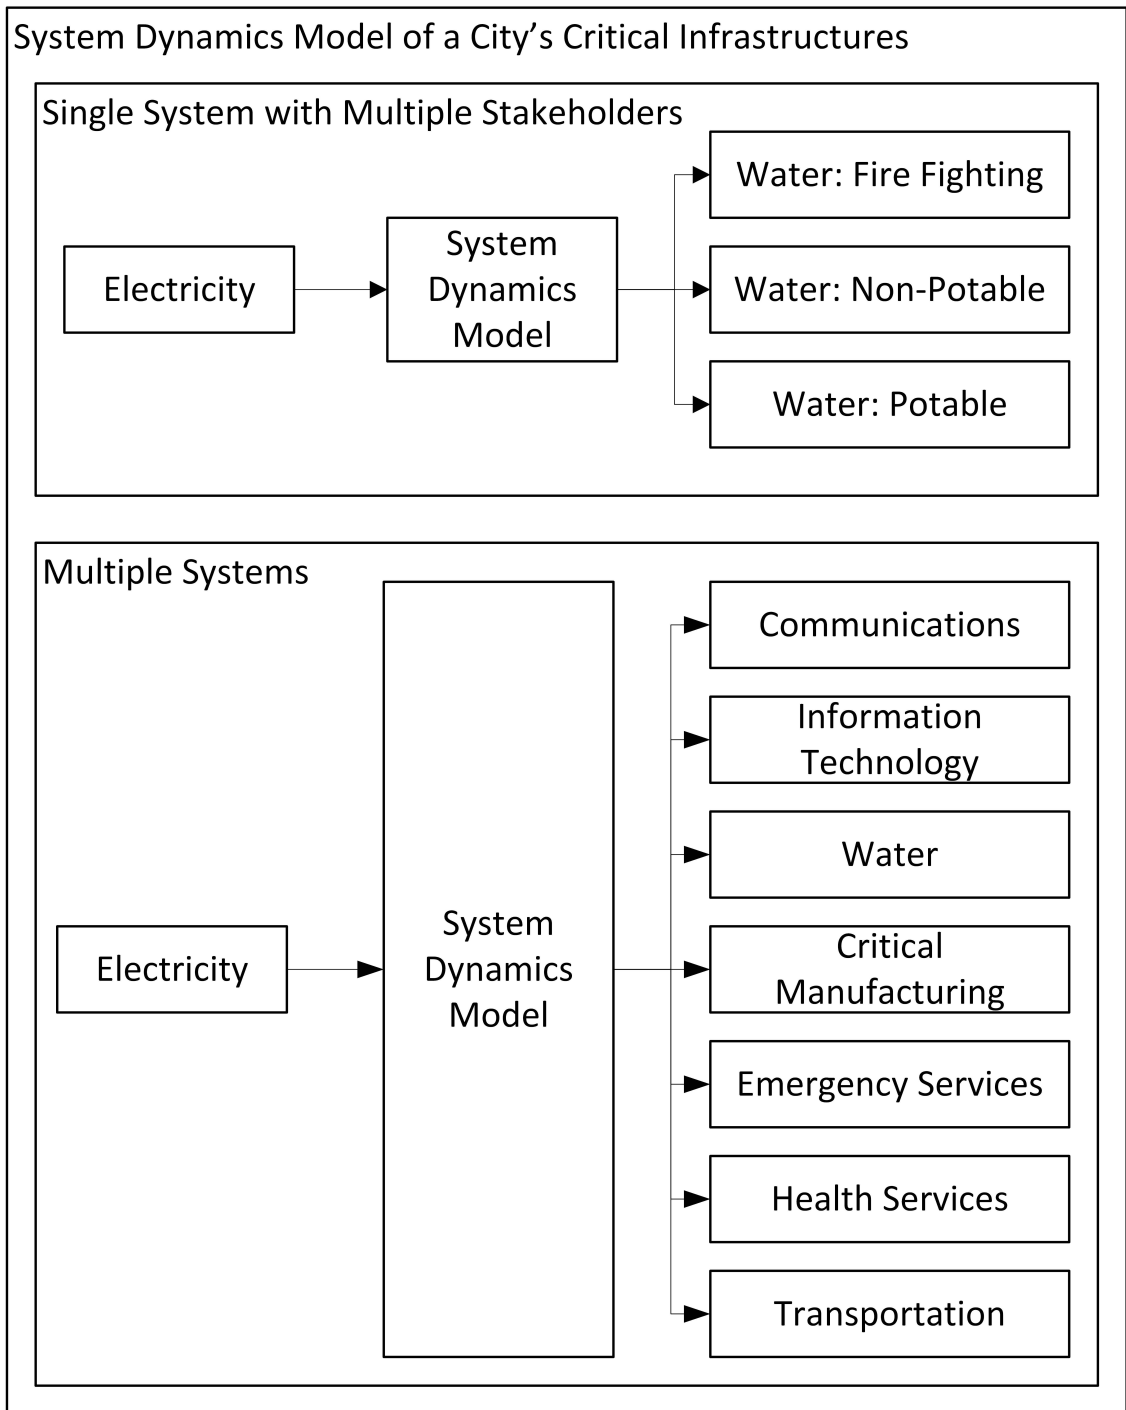 System Dynamics Model of a City’s Critical Infrastructures
Single System with Multiple Stakeholders
Electricity
System
Dynamics
Model
Water: Fire Fighting
Water: Non-Potable
Water: Potable
Multiple Systems
Electricity
System
Dynamics
Model
Communications
Information
Technology
Water
Critical
Manufacturing
Emergency Services
Health Services
Transportation